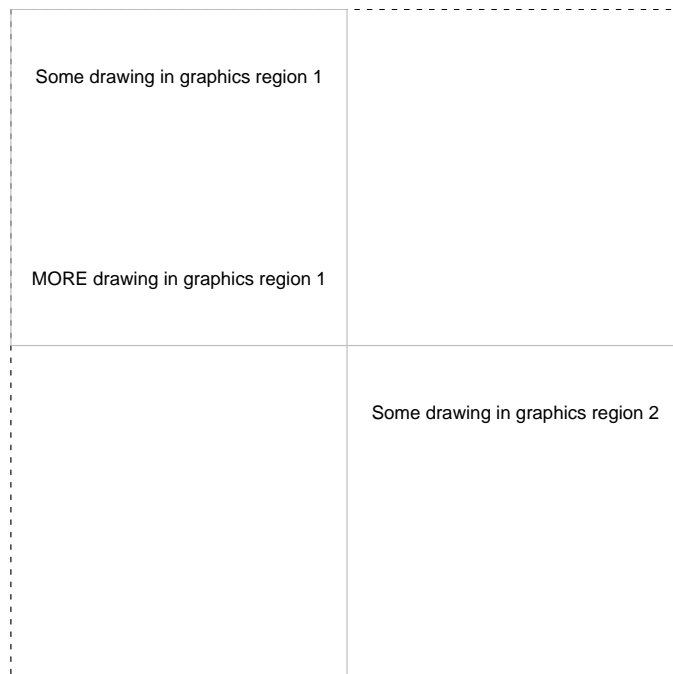 Some drawing in graphics region 1
MORE drawing in graphics region 1
Some drawing in graphics region 2